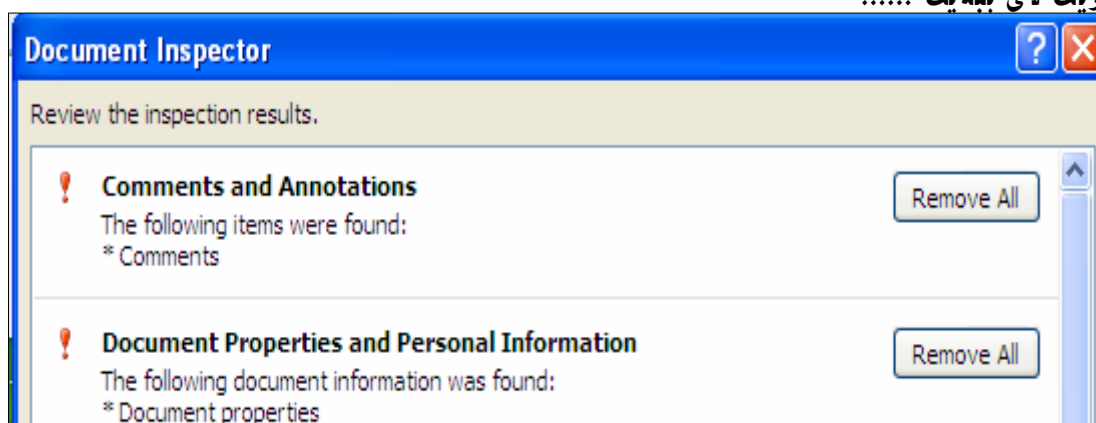 Document Inspector
Review the inspection results.
Comments and Annotations
Remove All
The following items were found:
* Comments
Document Properties and Personal Information
Remove All
The following document information was found:
* Document properties